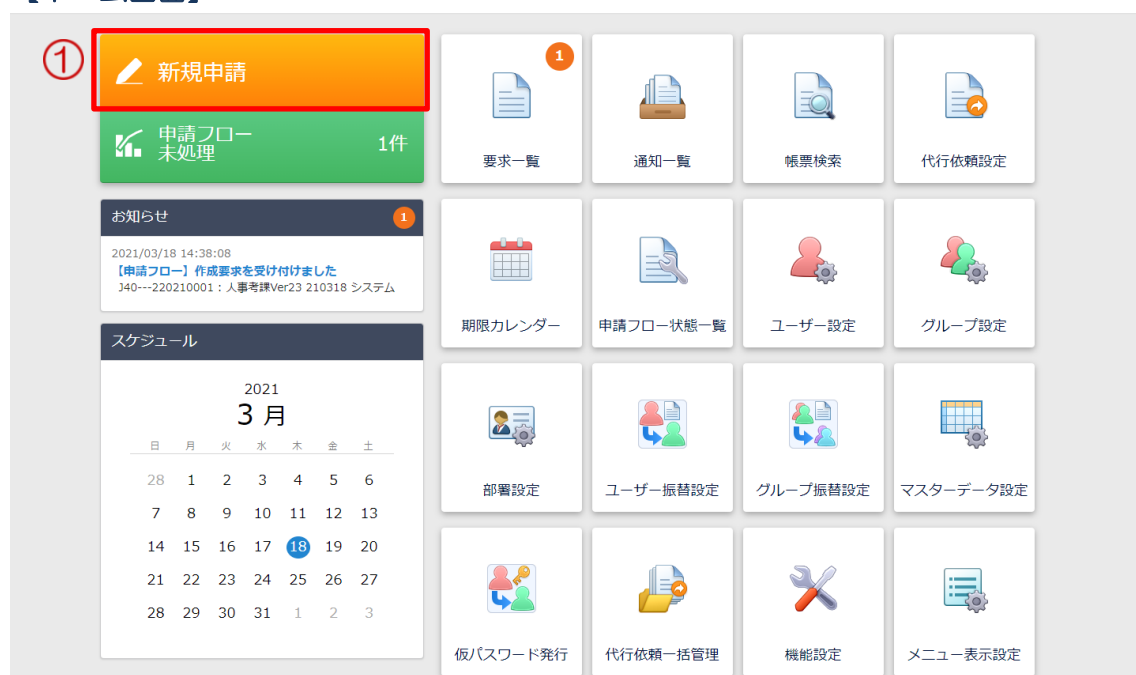 ①
新規申請
申請フロー
未処理
1件
お知らせ
1
2021/03/18 14:38:08
【申請フロー】作成要求を受け付けました
J40---220210001：人事考課Ver23 210318 システム
スケジュール
2021
3 月
日 月 火 水 木 金 土
28 1 2 3 4 5 6
7 8 9 10 11 12 13
14 15 16 17 18 19 20
21 22 23 24 25 26 27
28 29 30 31 1 2 3
1
要求一覧
通知一覧
帳票検索
代行依頼設定
期限カレンダー
申請フロー状態一覧
ユーザー設定
グループ設定
部署設定
ユーザー振替設定
グループ振替設定
マスターデータ設定
仮パスワード発行
代行依頼一括管理
機能設定
メニュー表示設定